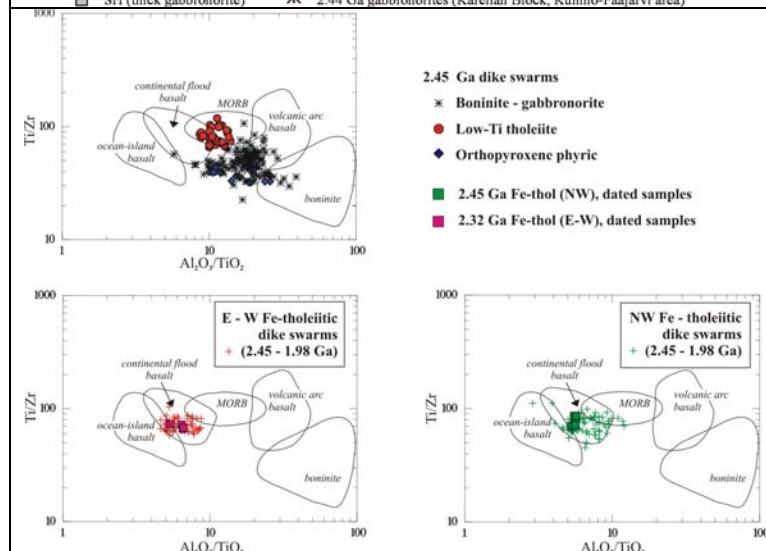 SH (thick gabbronorite) 2.44 Ga gabbronorites (Karelian Block, Kuhmo-Paajärvi area)
1000
continental flood
basalt
MORB
volcanic arc
basalt
100
Ti/Zr
ocean-island
basalt
boninite
10
1 10 100
Al₂O₃/TiO₂
2.45 Ga dike swarms
Boninite - gabbronorite
Low-Ti tholeiite
Orthopyroxene phyric
2.45 Ga Fe-thol (NW), dated samples
2.32 Ga Fe-thol (E-W), dated samples
1000
E - W Fe-tholeiitic
dike swarms
+ (2.45 - 1.98 Ga)
continental flood
basalt
MORB
volcanic arc
basalt
100
Ti/Zr
ocean-island
basalt
boninite
10
1 10 100
Al₂O₃/TiO₂
1000
NW Fe - tholeiitic
dike swarms
+ (2.45 - 1.98 Ga)
continental flood
basalt
MORB
volcanic arc
basalt
100
Ti/Zr
ocean-island
basalt
boninite
10
1 10 100
Al₂O₃/TiO₂